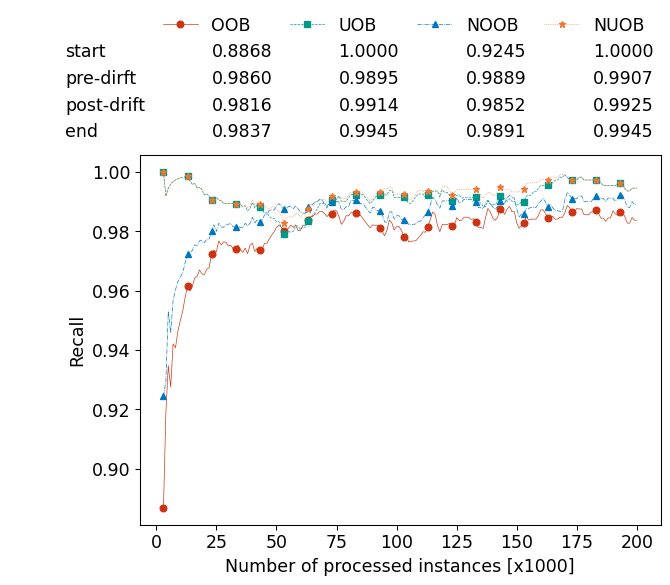 OOB UOB NOOB NUOB
start 0.8868 1.0000 0.9245 1.0000
pre-dirft 0.9860 0.9895 0.9889 0.9907
post-drift 0.9816 0.9914 0.9852 0.9925
end 0.9837 0.9945 0.9891 0.9945
1.00
0.98
0.96
0.94
0.92
0.90
Recall
0 25 50 75 100 125 150 175 200
Number of processed instances [x1000]